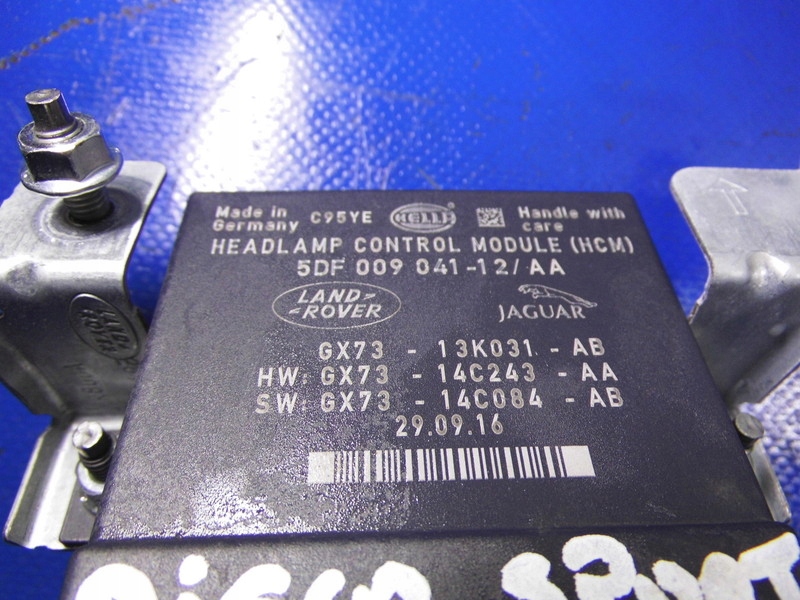 Made in Germany C95YE HELLA Handle with care
HEADLAMP CONTROL MODULE (HCM)
5DF 009 041-12/AA
LAND ROVER JAGUAR
GX73 - 13K031 - AB
HW: GX73 - 14C243 - AA
SW: GX73 - 14C084 - AB
29.09.16